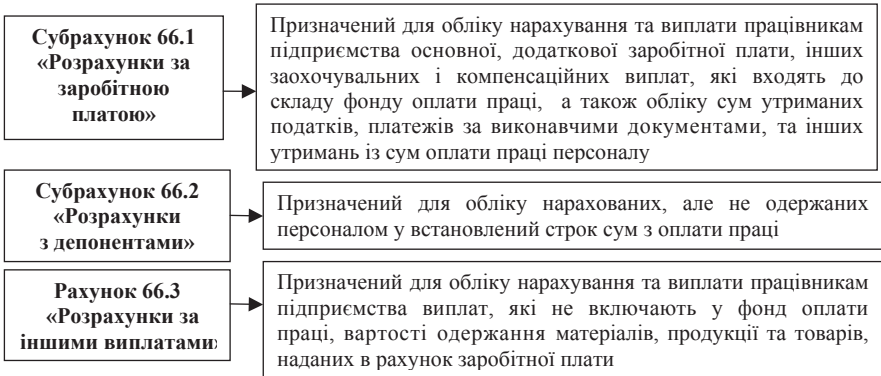 Субрахунок 66.1
«Розрахунки за
заробітною
платою»
Призначений для обліку нарахування та виплати працівникам
підприємства основної, додаткової заробітної плати, інших
заохочувальних і компенсаційних виплат, які входять до
складу фонду оплати праці, а також обліку сум утриманих
податків, платежів за виконавчими документами, та інших
утримань із сум оплати праці персоналу
Субрахунок 66.2
«Розрахунки
з депонентами»
Призначений для обліку нарахованих, але не одержаних
персоналом у встановлений строк сум з оплати праці
Рахунок 66.3
«Розрахунки за
іншими виплатами»
Призначений для обліку нарахування та виплати працівникам
підприємства виплат, які не включають у фонд оплати
праці, вартості одержання матеріалів, продукції та товарів,
наданих в рахунок заробітної плати